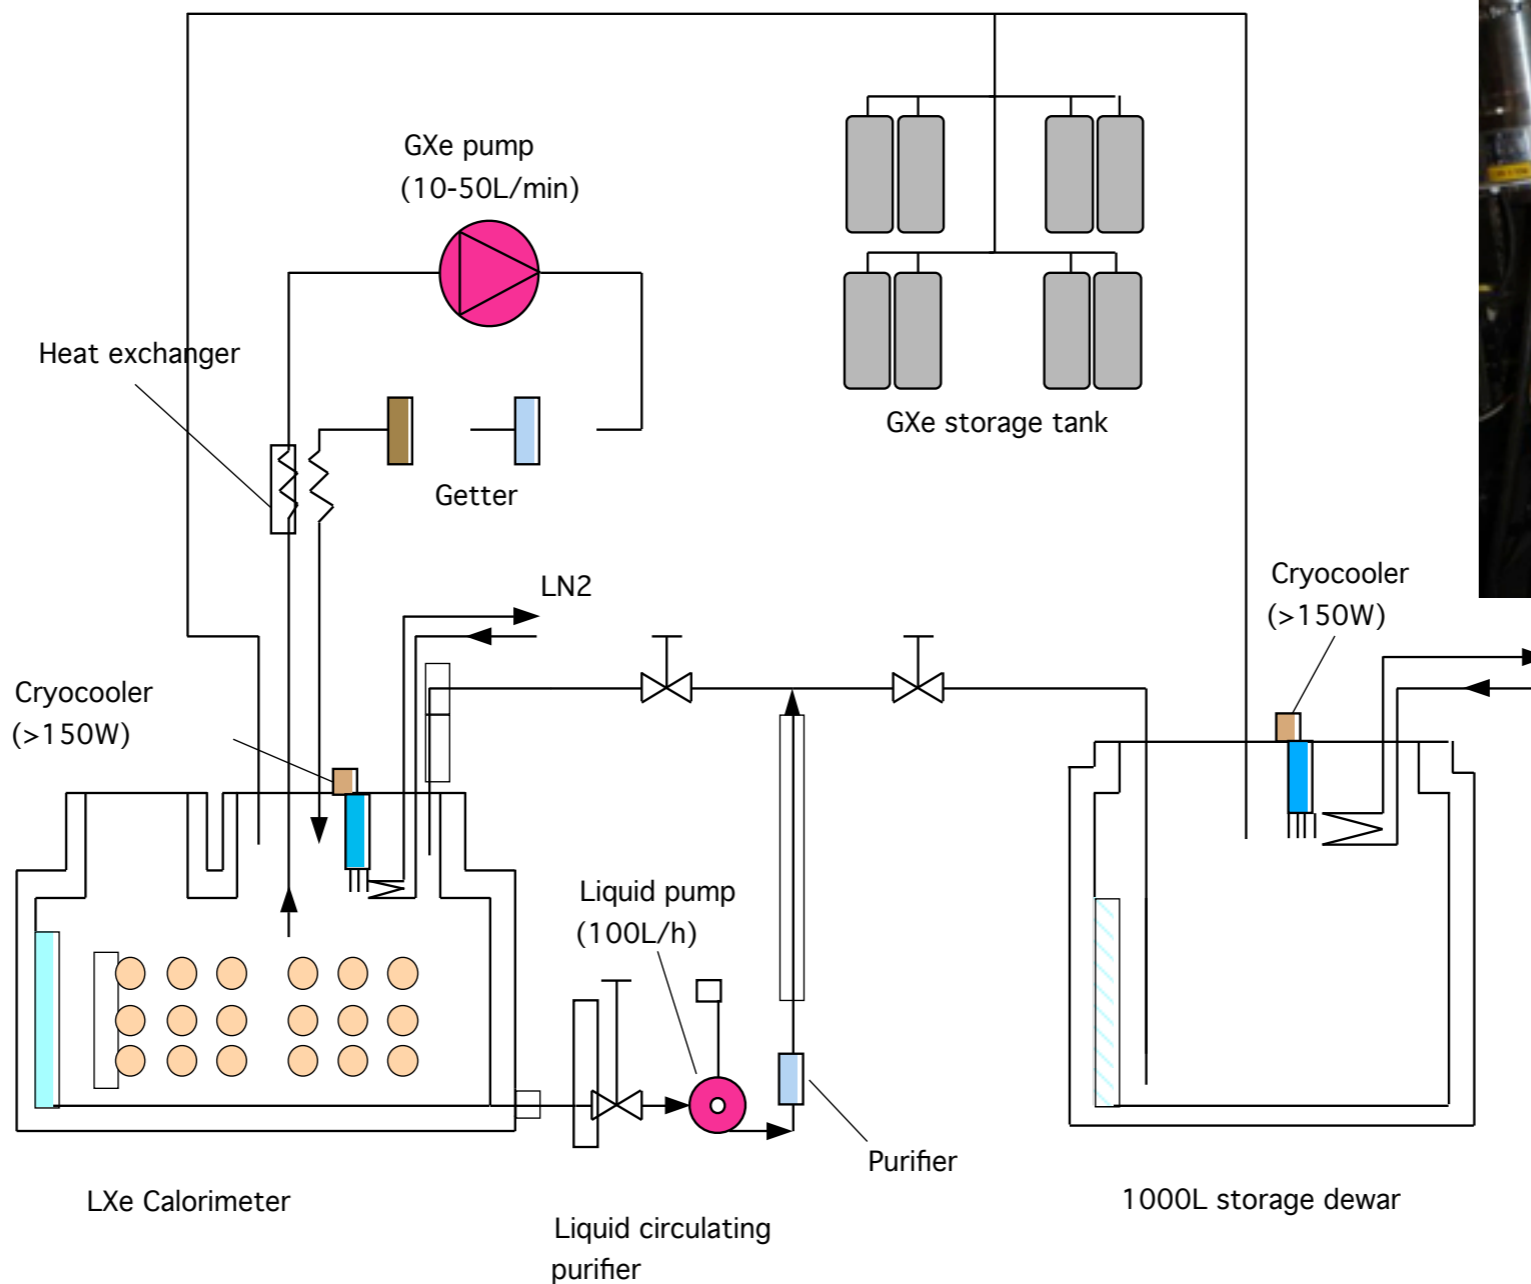 GXe pump
(10-50L/min)
Heat exchanger
GXe storage tank
Getter
LN2
Cryocooler
(>150W)
Cryocooler
(>150W)
Liquid pump
(100L/h)
Purifier
LXe Calorimeter
1000L storage dewar
Liquid circulating
purifier